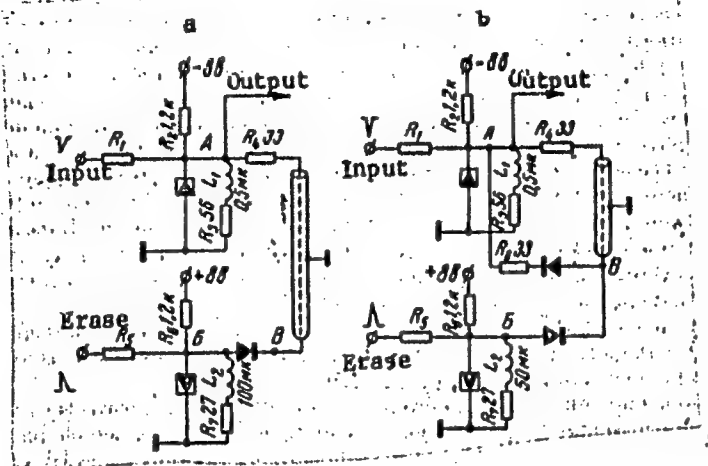 a
б
-8В
-8В
Output
Output
R₂ 1,2к
R₂ 1,2к
V
R₁
A
R₄ 33
V
R₁
A
R₄ 33
Input
Input
L₁
0,5мк
R₃ 56
L₁
0,5мк
R₃ 56
R₈ 33
B
+8В
+8В
R₆ 1,2к
R₆ 1,2к
Erase
R₅
Б
B
R₅
Б
Erase
L₂
100мк
R₇ 27
L₂
50мк
R₇ 27